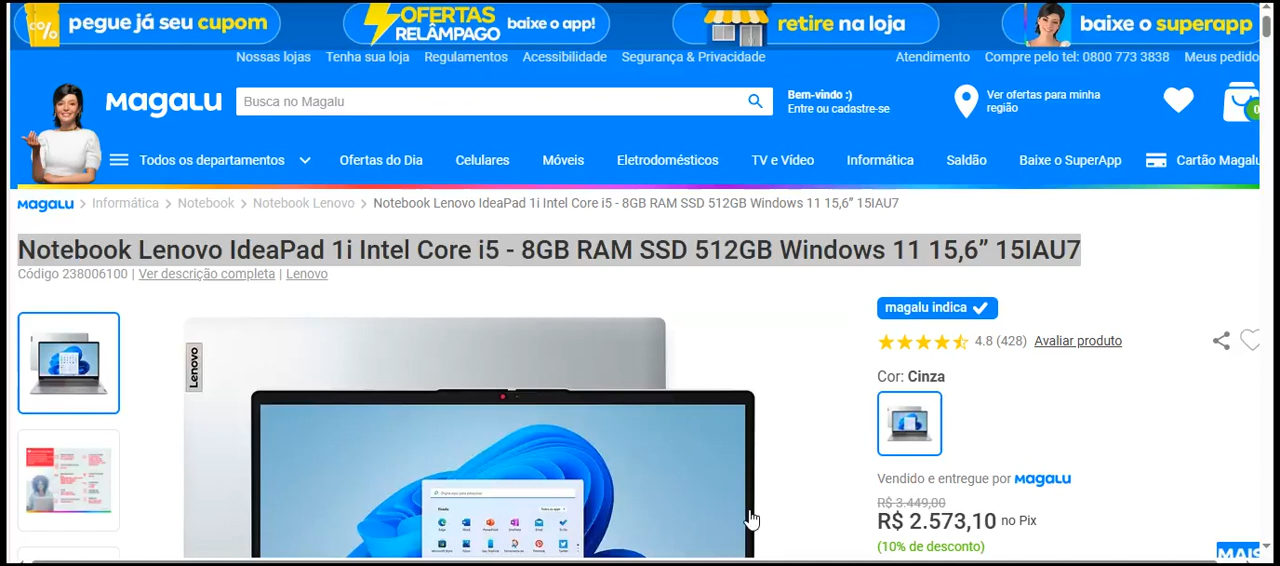 pegue já seu cupom
OFERTAS RELÂMPAGO baixe o app!
retire na loja
baixe o superapp
Nossas lojas Tenha sua loja Regulamentos Acessibilidade Segurança & Privacidade Atendimento Compre pelo tel: 0800 773 3838 Meus pedido
Magalu
Busca no Magalu
Bem-vindo :)
Entre ou cadastre-se
Ver ofertas para minha
região
0
Todos os departamentos Ofertas do Dia Celulares Móveis Eletrodomésticos TV e Vídeo Informática Saldão Baixe o SuperApp Cartão Magalu
Magalu > Informática > Notebook > Notebook Lenovo > Notebook Lenovo IdeaPad 1i Intel Core i5 - 8GB RAM SSD 512GB Windows 11 15,6” 15IAU7
Notebook Lenovo IdeaPad 1i Intel Core i5 - 8GB RAM SSD 512GB Windows 11 15,6” 15IAU7
Código 238006100 | Ver descrição completa | Lenovo
magalu indica
4.8 (428) Avaliar produto
Lenovo
Cor: Cinza
Vendido e entregue por Magalu
R$ 3.449,00
R$ 2.573,10 no Pix
(10% de desconto)
MAIS